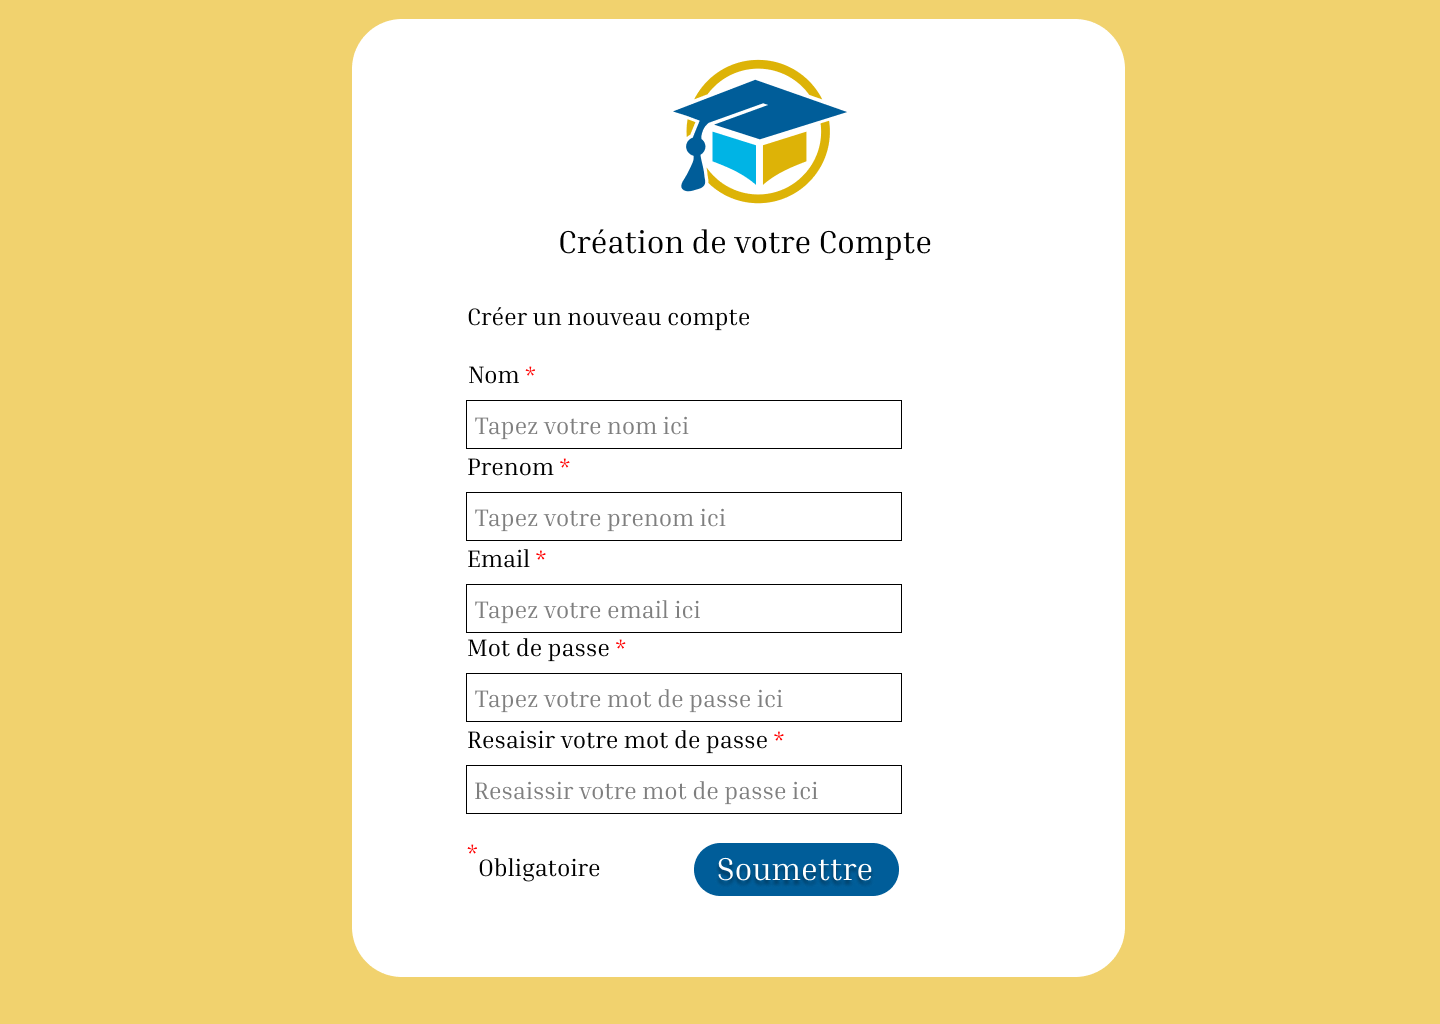 Création de votre Compte
Créer un nouveau compte
Nom *
Tapez votre nom ici
Prenom *
Tapez votre prenom ici
Email *
Tapez votre email ici
Mot de passe *
Tapez votre mot de passe ici
Resaisir votre mot de passe *
Resaissir votre mot de passe ici
*Obligatoire
Soumettre